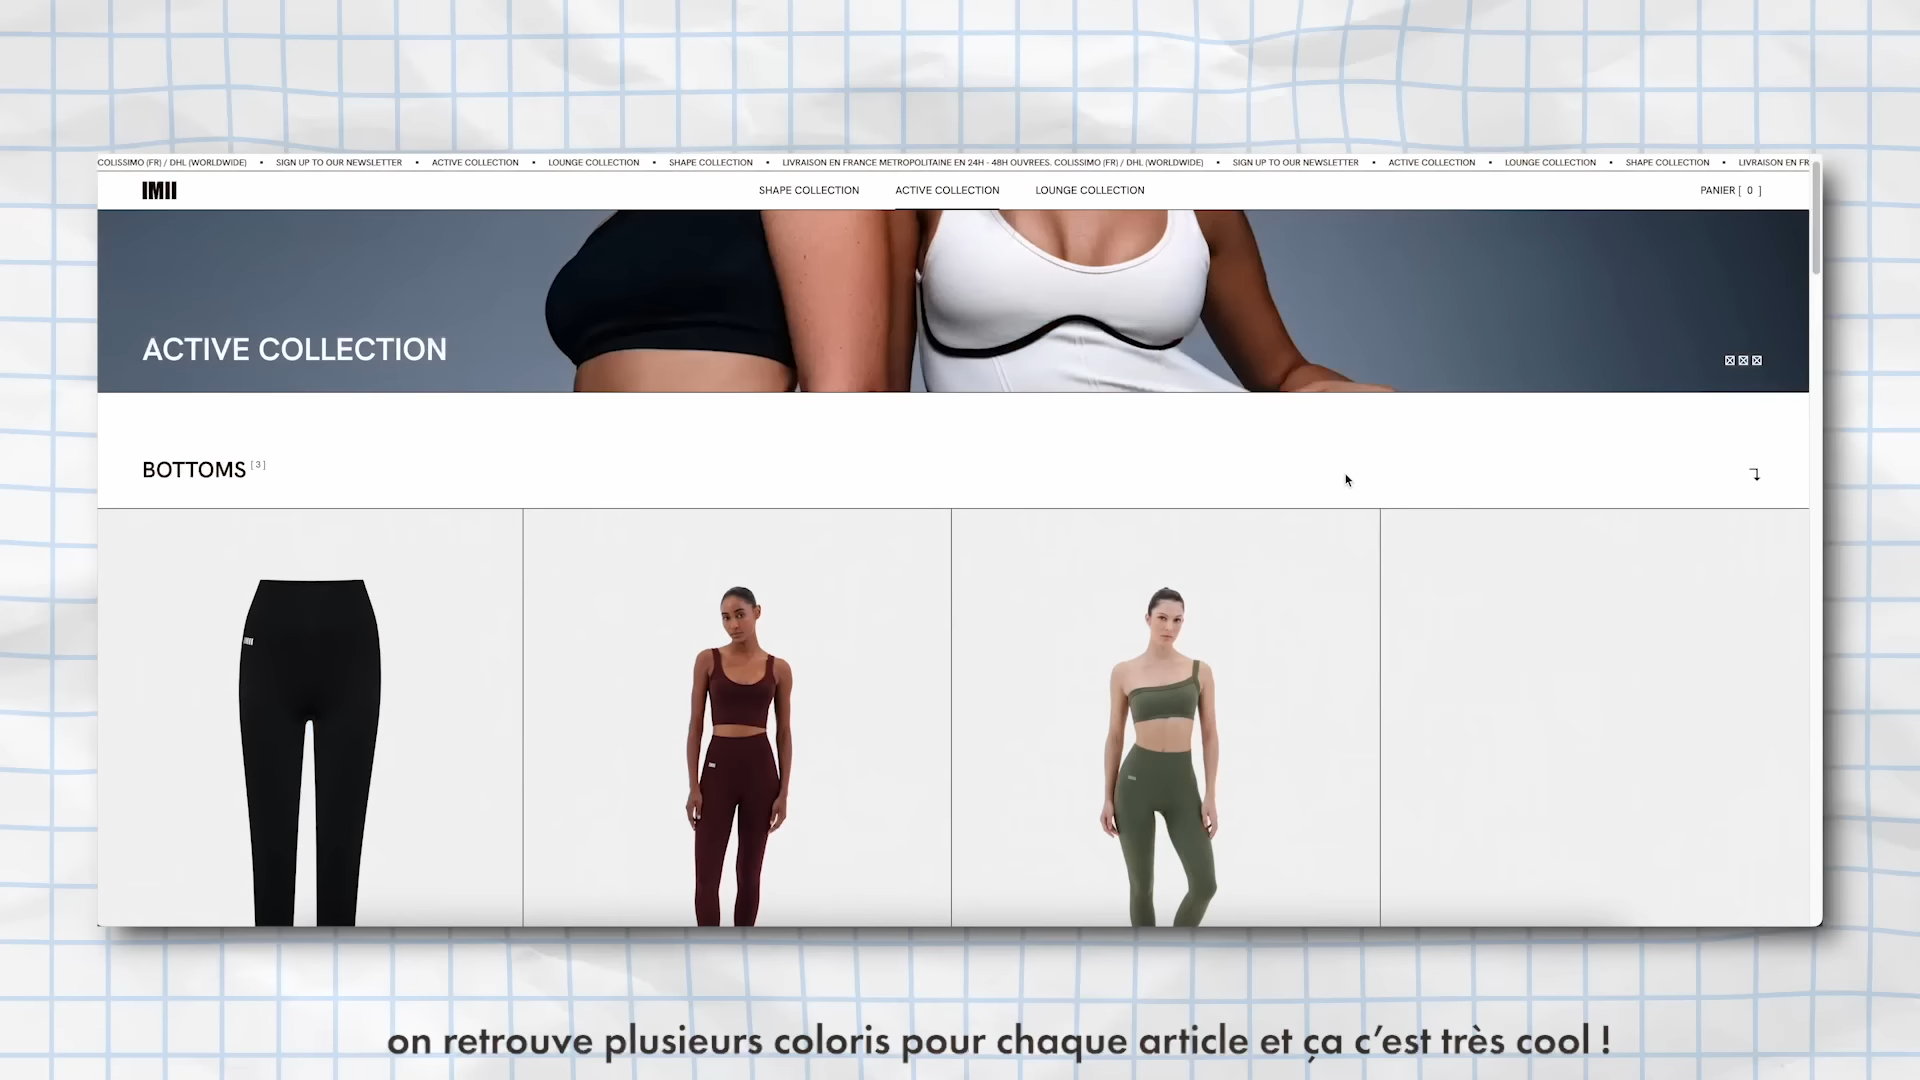 COLISSIMO (FR) / DHL (WORLDWIDE) • SIGN UP TO OUR NEWSLETTER • ACTIVE COLLECTION • LOUNGE COLLECTION • SHAPE COLLECTION • LIVRAISON EN FRANCE METROPOLITAINE EN 24H - 48H OUVREES. COLISSIMO (FR) / DHL (WORLDWIDE) • SIGN UP TO OUR NEWSLETTER • ACTIVE COLLECTION • LOUNGE COLLECTION • SHAPE COLLECTION • LIVRAISON EN FR
IMII SHAPE COLLECTION ACTIVE COLLECTION LOUNGE COLLECTION PANIER [ 0 ]
ACTIVE COLLECTION
BOTTOMS [3]
on retrouve plusieurs coloris pour chaque article et ça c'est très cool !